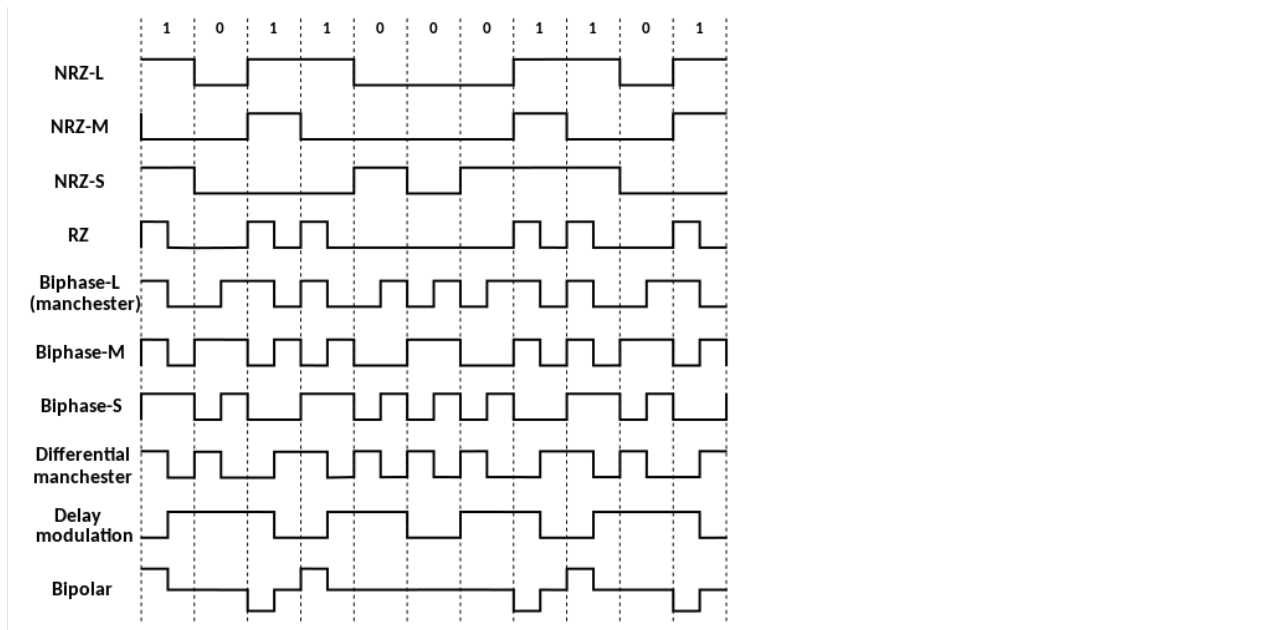 1 0 1 1 0 0 0 1 1 0 1
NRZ-L
NRZ-M
NRZ-S
RZ
Biphase-L
(manchester)
Biphase-M
Biphase-S
Differential
manchester
Delay
modulation
Bipolar